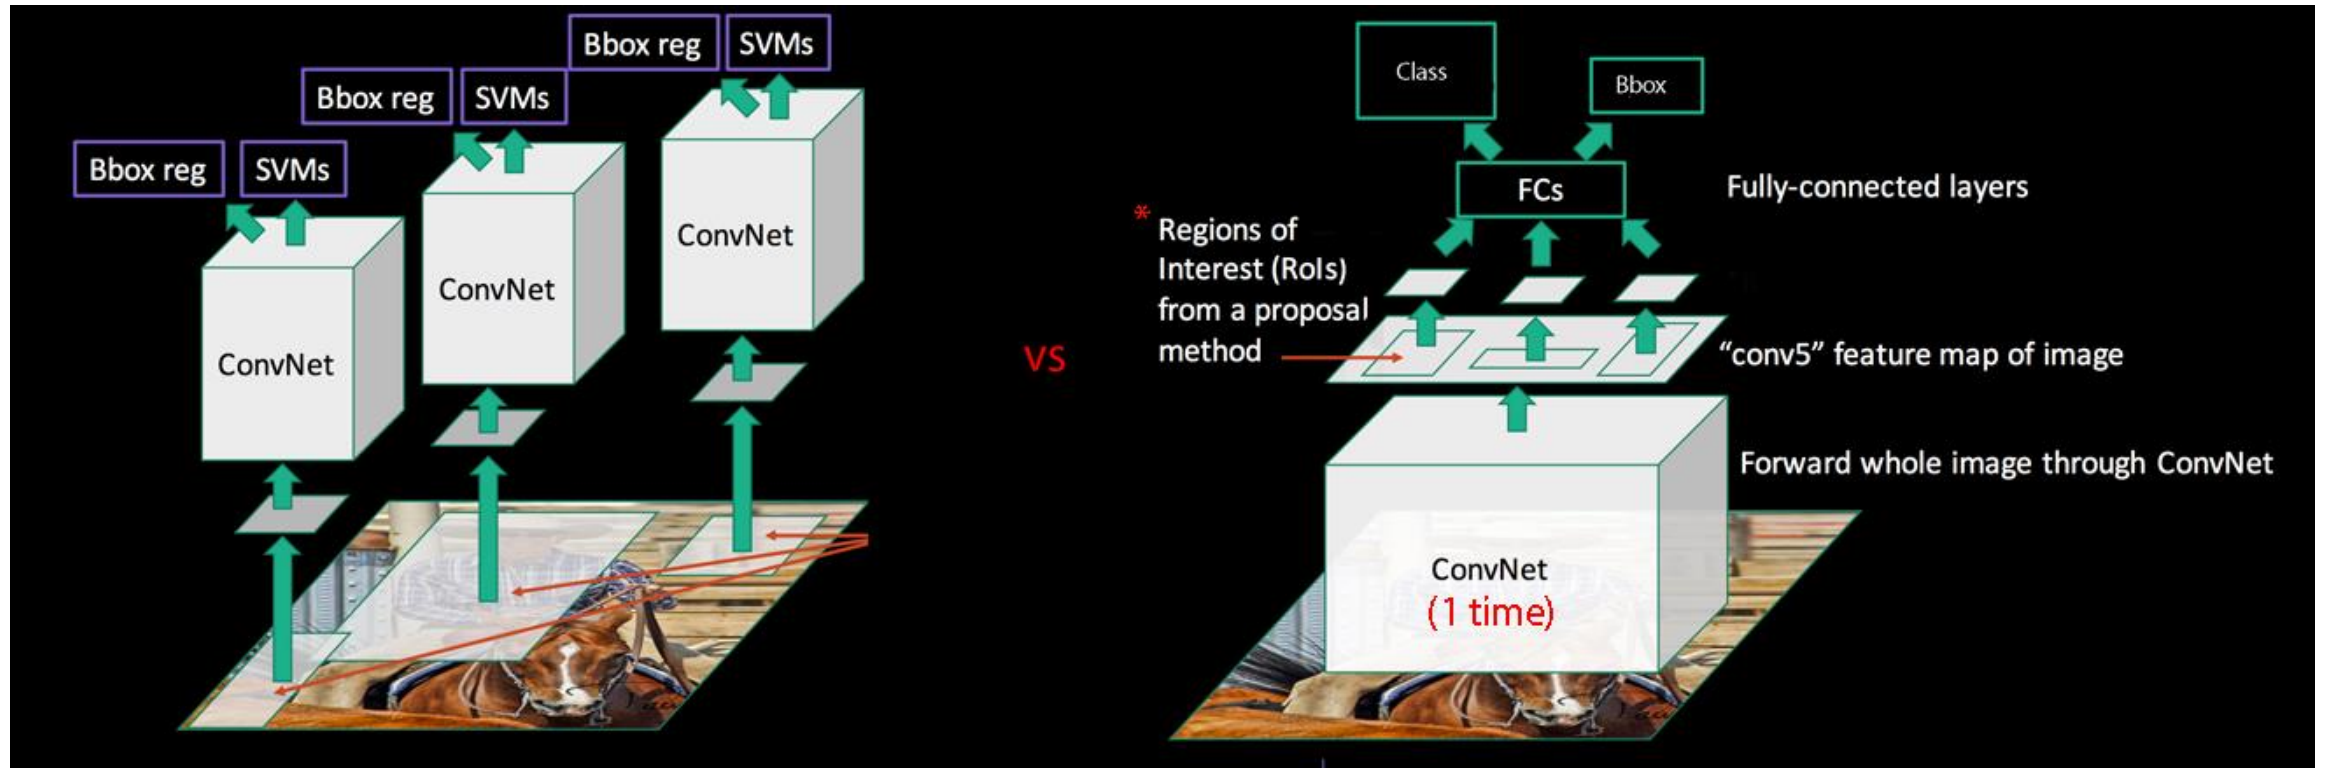 Bbox reg SVMs
Bbox reg SVMs
Bbox reg SVMs
ConvNet
ConvNet
ConvNet
vs
Class
Bbox
FCs
Fully-connected layers
* Regions of
Interest (RoIs)
from a proposal
method
“conv5” feature map of image
Forward whole image through ConvNet
ConvNet
(1 time)